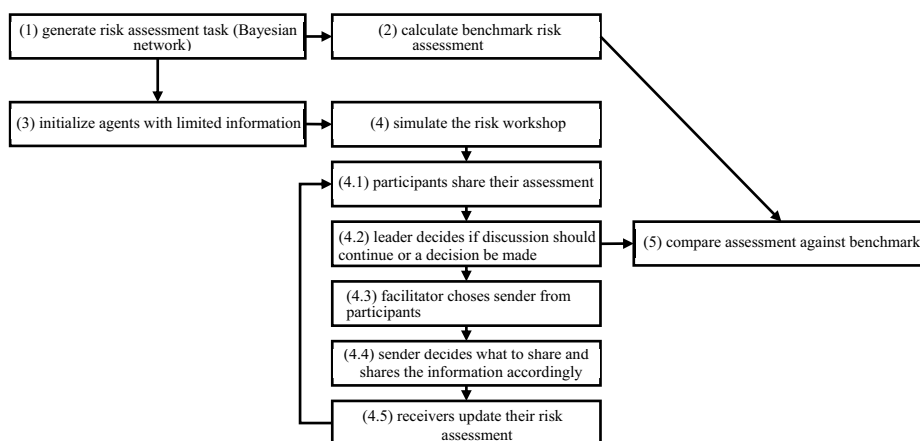 (1) generate risk assessment task (Bayesian
network)
(2) calculate benchmark risk
assessment
(3) initialize agents with limited information
(4) simulate the risk workshop
(4.1) participants share their assessment
(4.2) leader decides if discussion should
continue or a decision be made
(5) compare assessment against benchmark
(4.3) facilitator choses sender from
participants
(4.4) sender decides what to share and
shares the information accordingly
(4.5) receivers update their risk
assessment